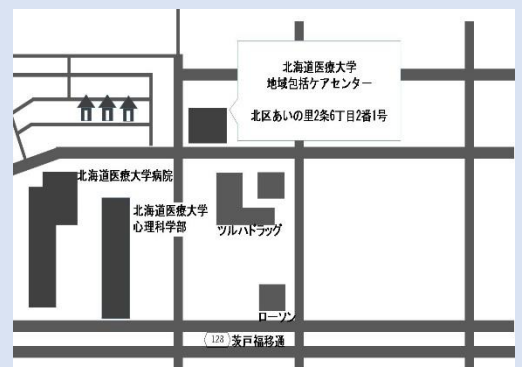 北海道医療大学
地域包括ケアセンター
北区あいの里2条6丁目2番1号
北海道医療大学病院
北海道医療大学
心理科学部
ツルハドラッグ
ローソン
128 茨戸福移通